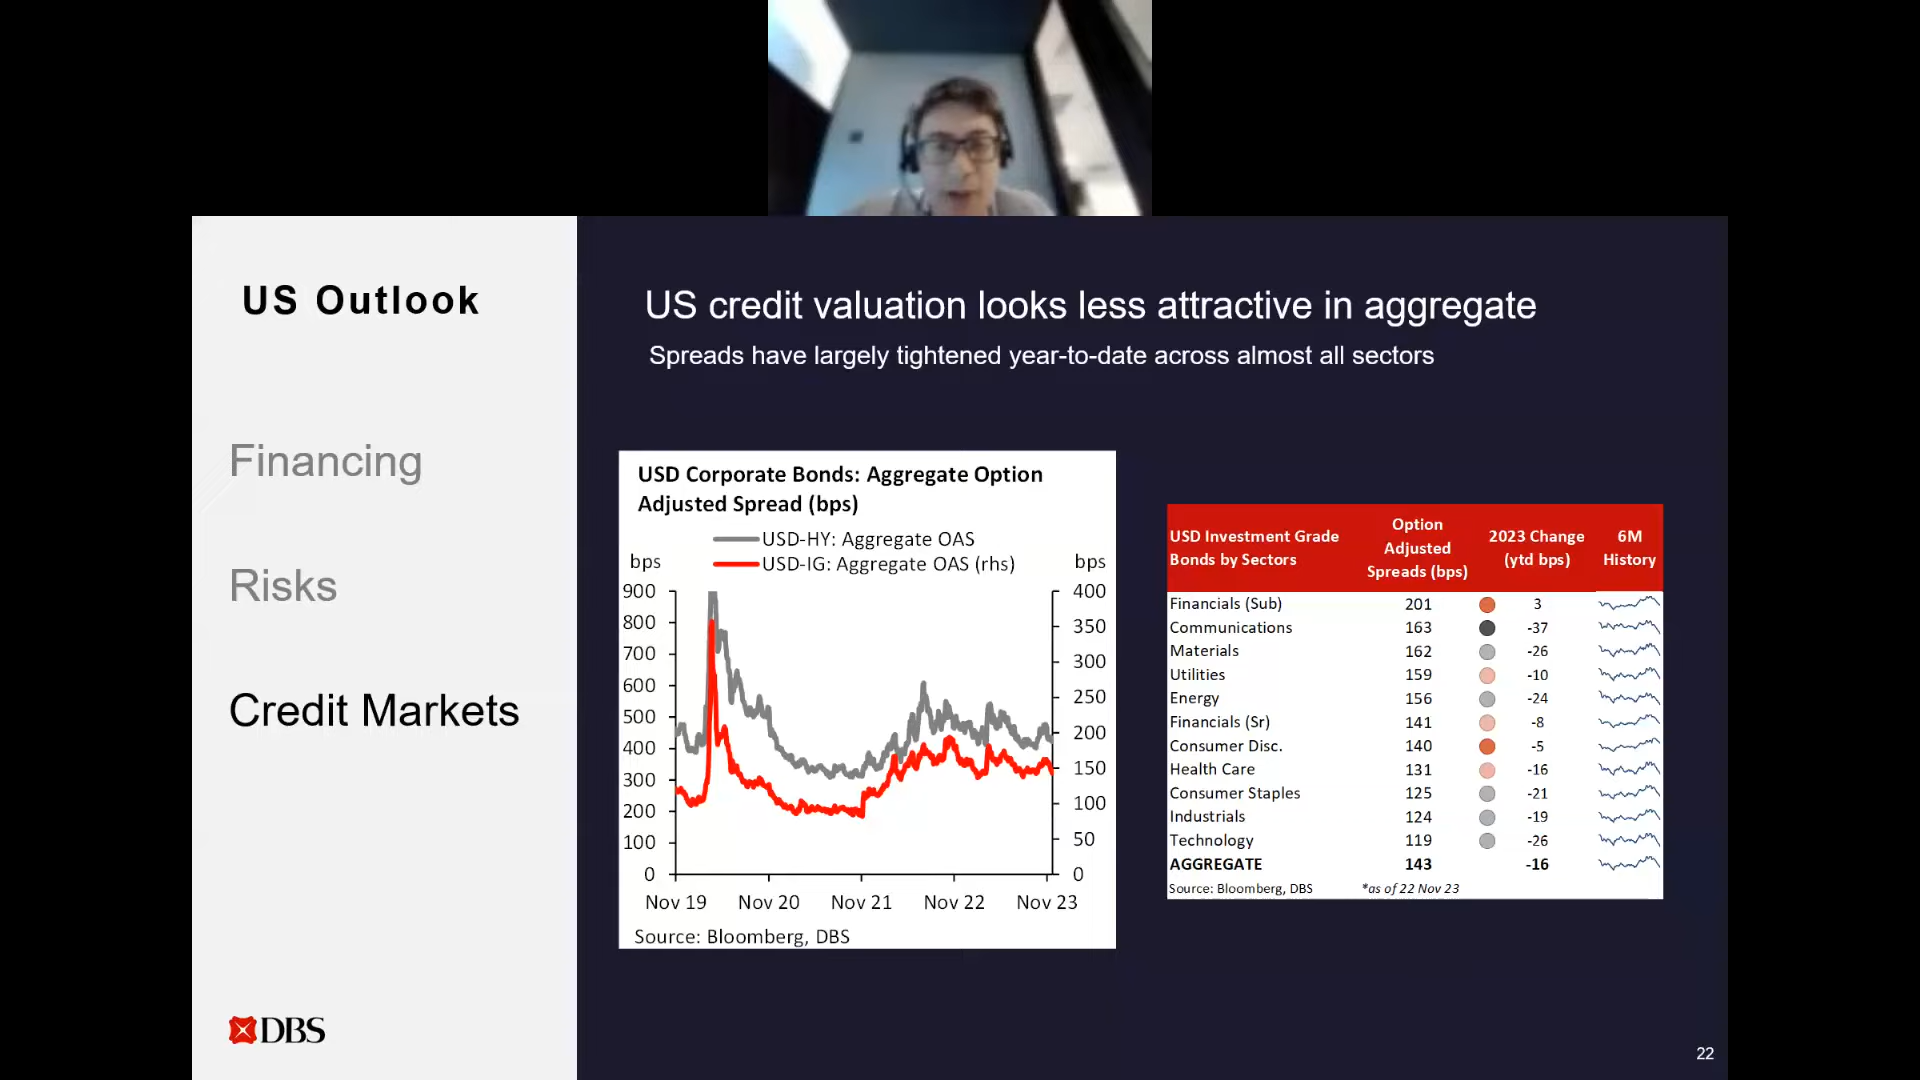 US Outlook
Financing
Risks
Credit Markets
DBS
US credit valuation looks less attractive in aggregate
Spreads have largely tightened year-to-date across almost all sectors
USD Corporate Bonds: Aggregate Option
Adjusted Spread (bps)
USD-HY: Aggregate OAS
USD-IG: Aggregate OAS (rhs)
bps
bps
900
800
700
600
500
400
300
200
100
0
400
350
300
250
200
150
100
50
0
Nov 19 Nov 20 Nov 21 Nov 22 Nov 23
Source: Bloomberg, DBS
USD Investment Grade
Bonds by Sectors
Option
Adjusted
Spreads (bps)
2023 Change
(ytd bps)
6M
History
Financials (Sub) 201 3
Communications 163 -37
Materials 162 -26
Utilities 159 -10
Energy 156 -24
Financials (Sr) 141 -8
Consumer Disc. 140 -5
Health Care 131 -16
Consumer Staples 125 -21
Industrials 124 -19
Technology 119 -26
AGGREGATE 143 -16
Source: Bloomberg, DBS *as of 22 Nov 23
22